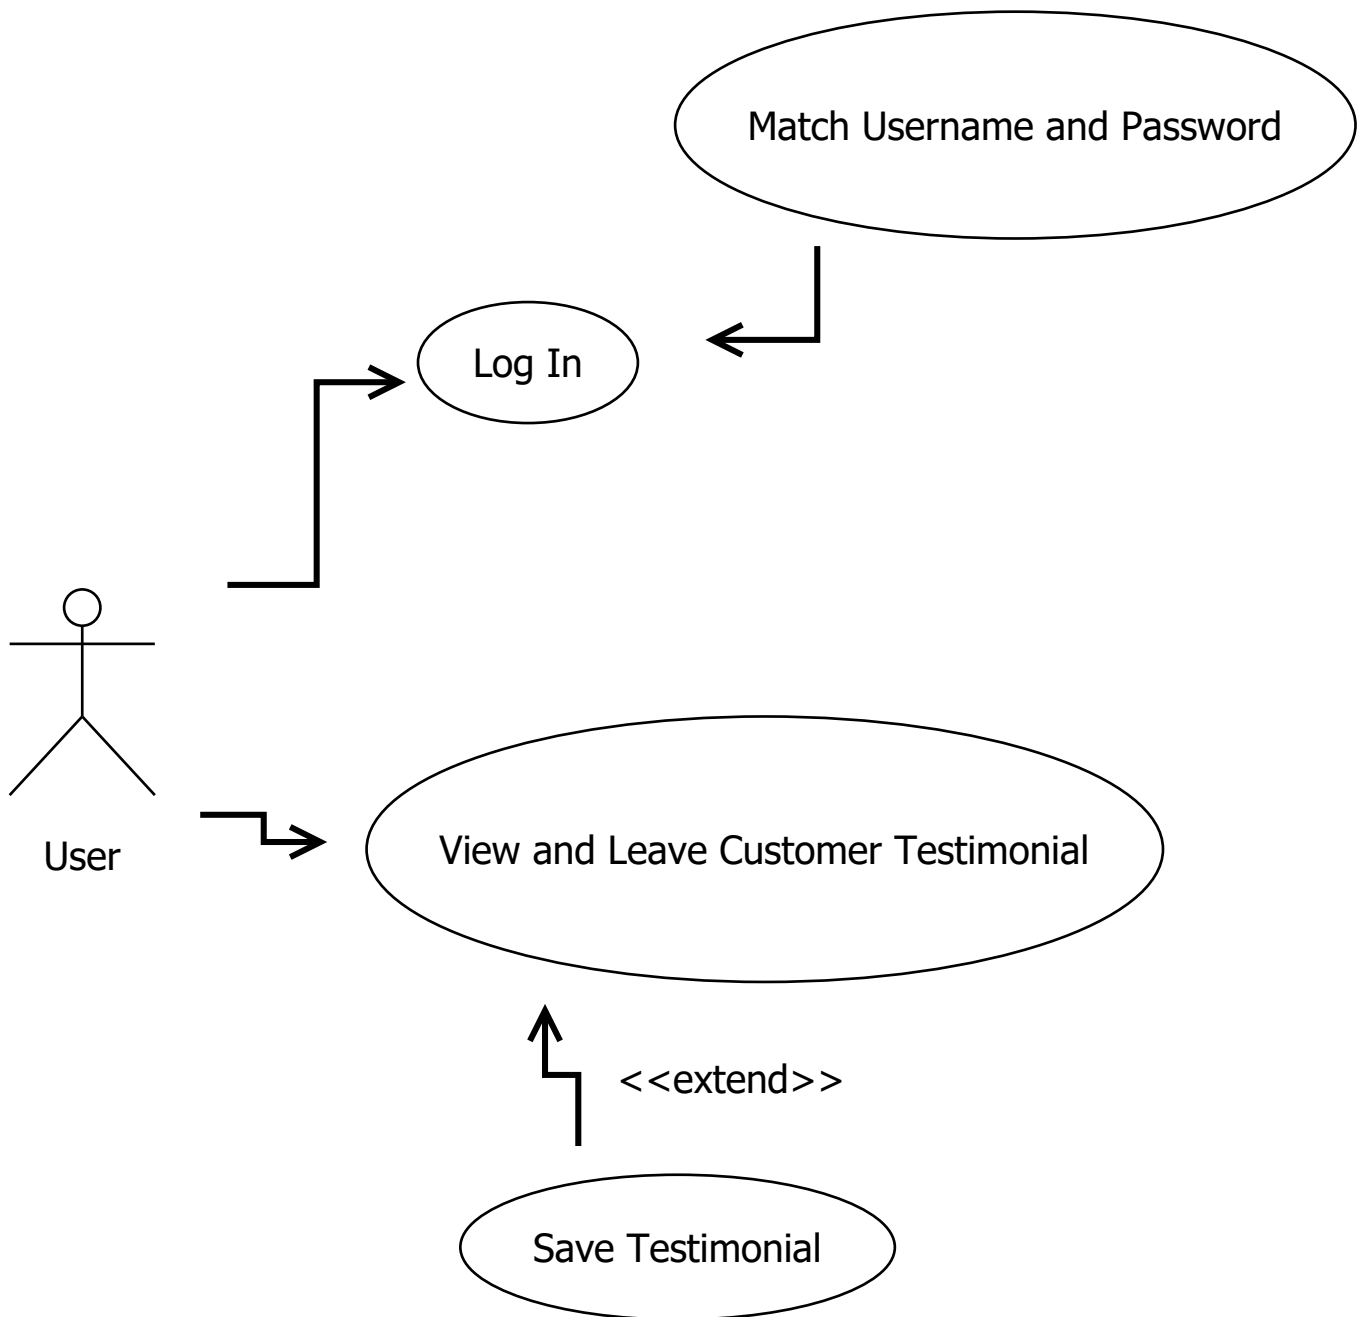 Match Username and Password
Log In
User
View and Leave Customer Testimonial
<<extend>>
Save Testimonial